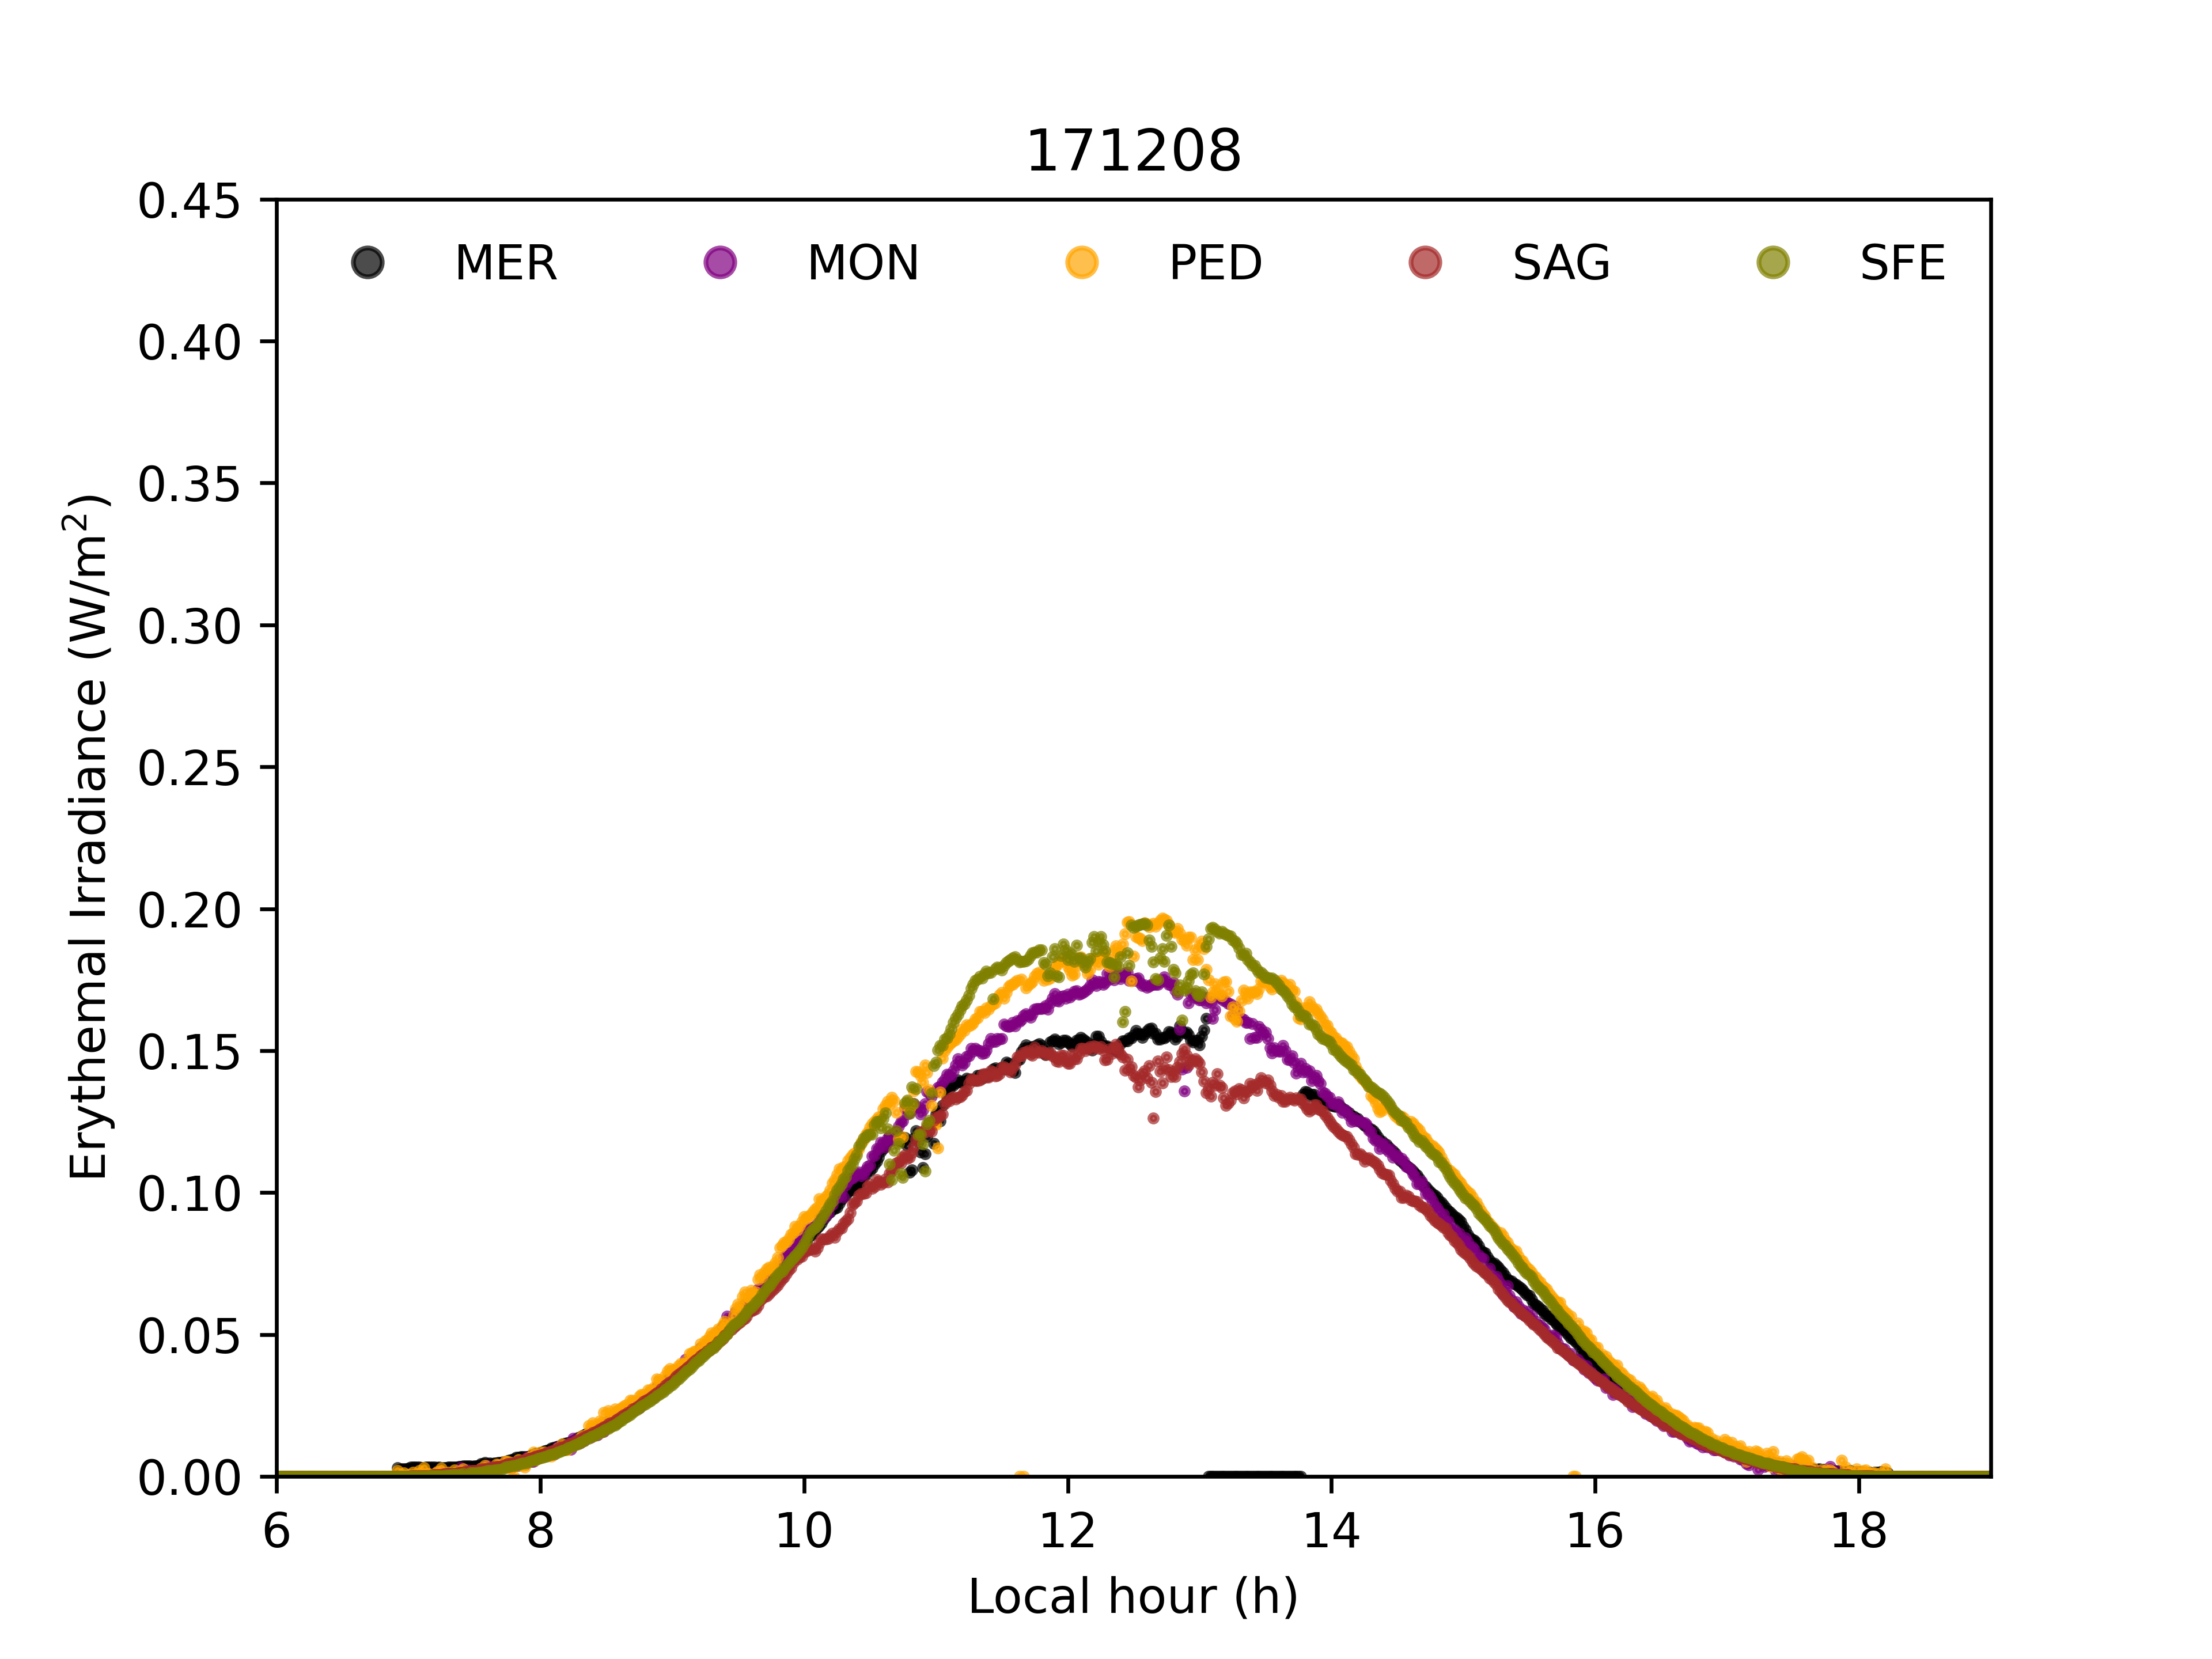 171208
MER MON PED SAG SFE
0.45
0.40
0.35
0.30
0.25
0.20
0.15
0.10
0.05
0.00
Erythemal Irradiance (W/m²)
6 8 10 12 14 16 18
Local hour (h)